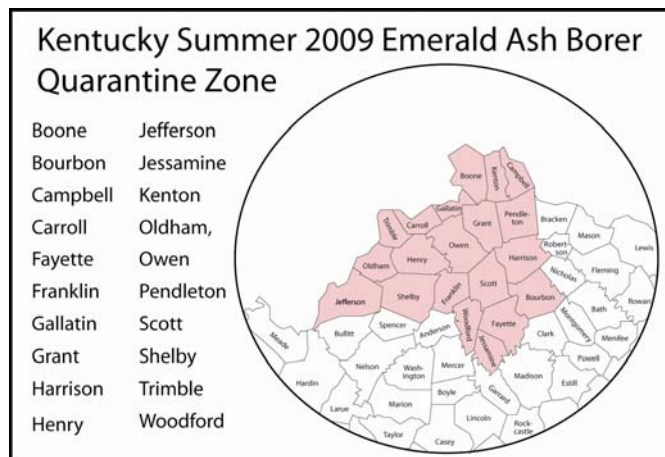 Kentucky Summer 2009 Emerald Ash Borer
Quarantine Zone
Boone
Bourbon
Campbell
Carroll
Fayette
Franklin
Gallatin
Grant
Harrison
Henry
Jefferson
Jessamine
Kenton
Oldham,
Owen
Pendleton
Scott
Shelby
Trimble
Woodford
Boone
Kenton
Campbell
Gallatin
Grant
Pendle-
ton
Bracken
Mason
Lewis
Trimble
Carroll
Owen
Robert-
son
Harrison
Nicholas
Fleming
Oldham
Henry
Franklin
Scott
Rowan
Jefferson
Shelby
Bourbon
Bath
Woodford
Fayette
Montgomery
Bullitt
Spencer
Anderson
Jessamine
Clark
Menifee
Meade
Nelson
Wash-
ington
Mercer
Madison
Powell
Estill
Hardin
Boyle
Garrard
Larue
Marion
Lincoln
Rock-
castle
Taylor
Casey